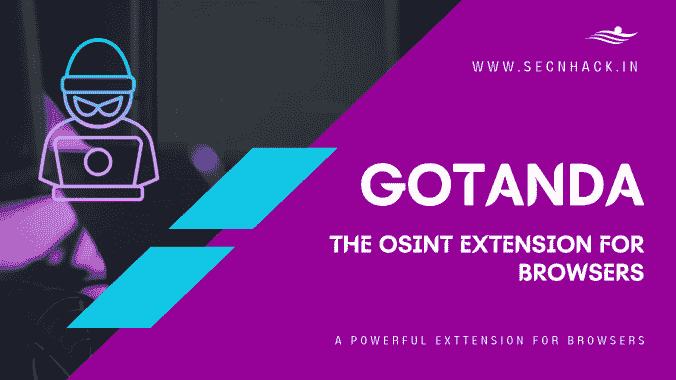 WWW.SECNHACK.IN
GOTANDA
THE OSINT EXTENSION FOR
BROWSERS
A POWERFUL EXTTENSION FOR BROWSERS